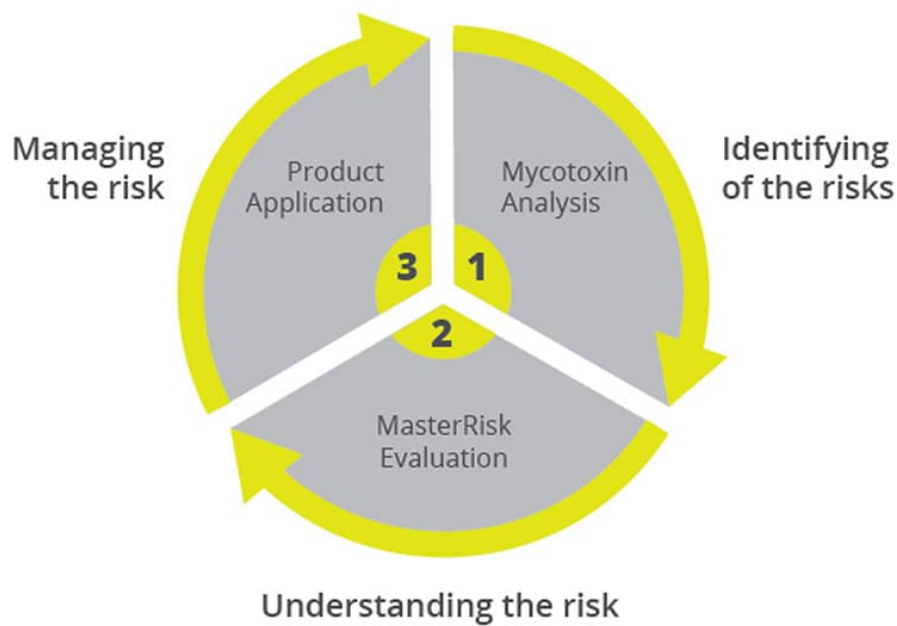 Managing
the risk
Product
Application
Mycotoxin
Analysis
Identifying
of the risks
3
1
2
MasterRisk
Evaluation
Understanding the risk